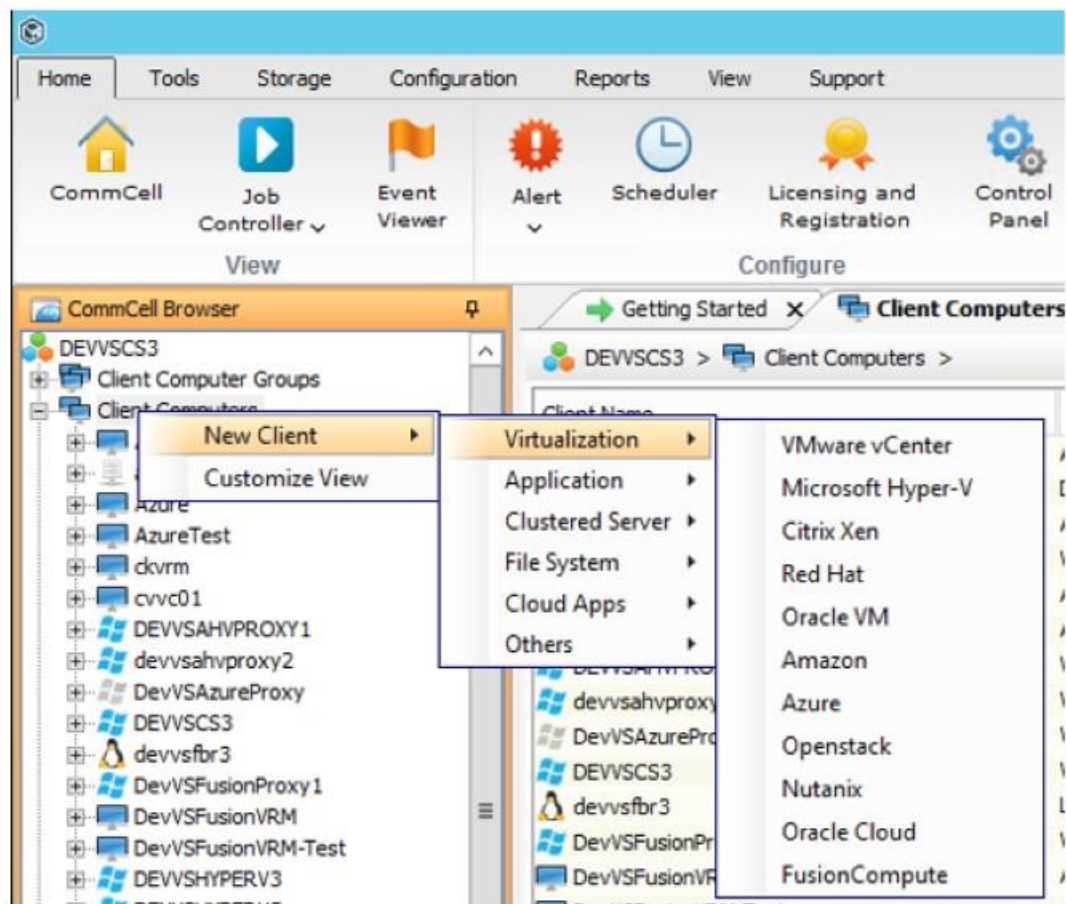 Home Tools Storage Configuration Reports View Support
CommCell
Job Controller
Event Viewer
Alert
Scheduler
Licensing and Registration
Control Panel
View
Configure
CommCell Browser
Getting Started
Client Computers
DEVVSCS3
Client Computer Groups
Client Computers
DEVVSCS3 > Client Computers >
Client Name
New Client
Customize View
Virtualization
Application
Clustered Server
File System
Cloud Apps
Others
VMware vCenter
Microsoft Hyper-V
Citrix Xen
Red Hat
Oracle VM
Amazon
Azure
Openstack
Nutanix
Oracle Cloud
FusionCompute
Azure
AzureTest
ckvrm
cvvc01
DEVVSAHVPROXY1
devvsahvproxy2
DevVSAzureProxy
DEVVSCS3
devvsfbr3
DevVSFusionProxy1
DevVSFusionVRM
DevVSFusionVRM-Test
DEVVSHYPERV3
devvsahvproxy
DevVSAzurePro
DEVVSCS3
devvsfbr3
DevVSFusionPr
DevVSFusionVR